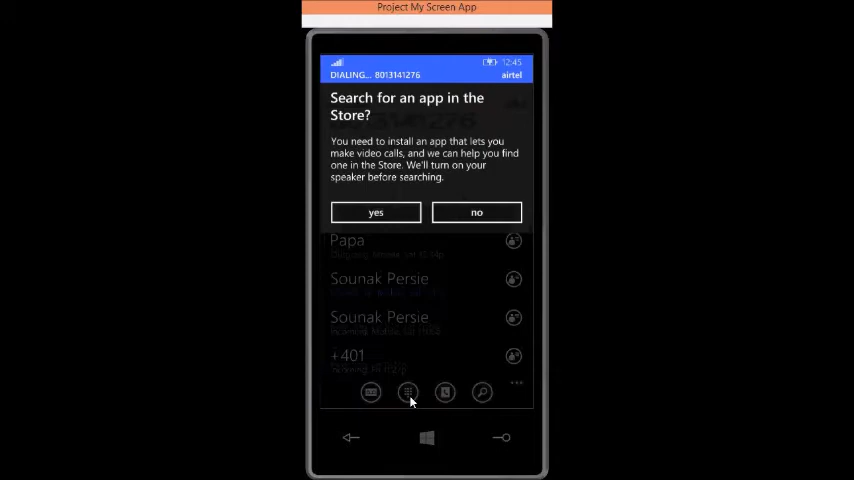 Project My Screen App
12:45
DIALING... 8013141276 airtel
Search for an app in the
Store?
You need to install an app that lets you
make video calls, and we can help you find
one in the Store. We'll turn on your
speaker before searching.
yes no
Papa
Sounak Persie
Sounak Persie
+401